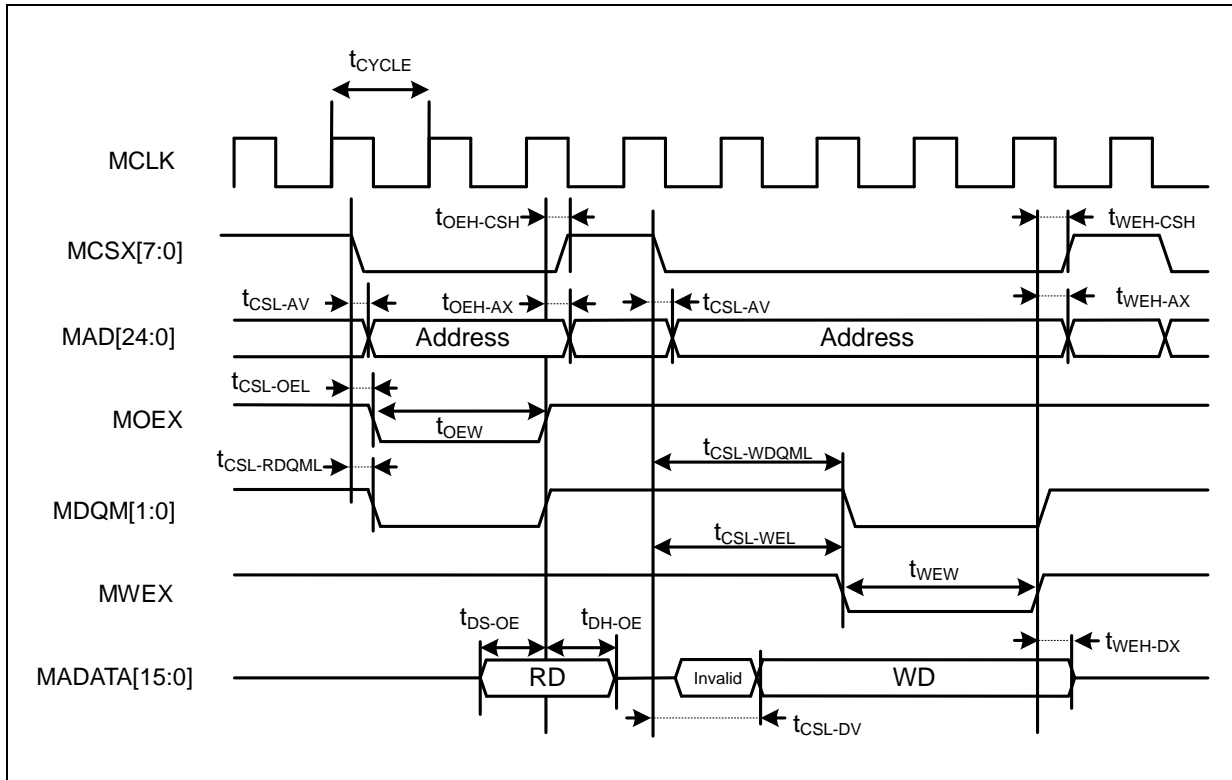 tCYCLE
MCLK
tOEH-CSH
tWEH-CSH
MCSX[7:0]
tCSL-AV
tOEH-AX
tCSL-AV
tWEH-AX
MAD[24:0]
Address
Address
tCSL-OEL
MOEX
tOEW
tCSL-WDQML
tCSL-RDQML
MDQM[1:0]
tCSL-WEL
tWEW
MWEX
tDS-OE
tDH-OE
tWEH-DX
MADATA[15:0]
RD
Invalid
WD
tCSL-DV